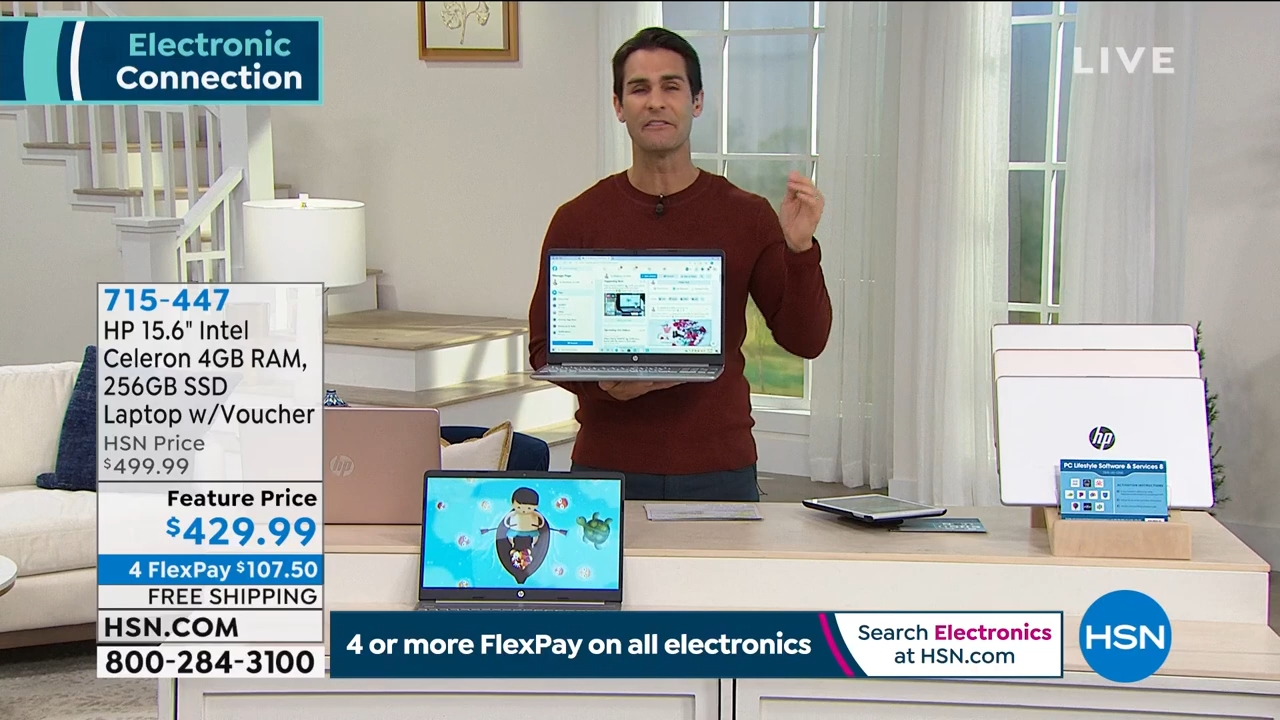 Electronic
Connection
LIVE
715-447
HP 15.6" Intel
Celeron 4GB RAM,
256GB SSD
Laptop w/Voucher
HSN Price
$499.99
Feature Price
$429.99
4 FlexPay $107.50
FREE SHIPPING
HSN.COM
800-284-3100
hp
hp
PC Lifestyle Software & Services 8
4 or more FlexPay on all electronics
Search Electronics
at HSN.com
HSN